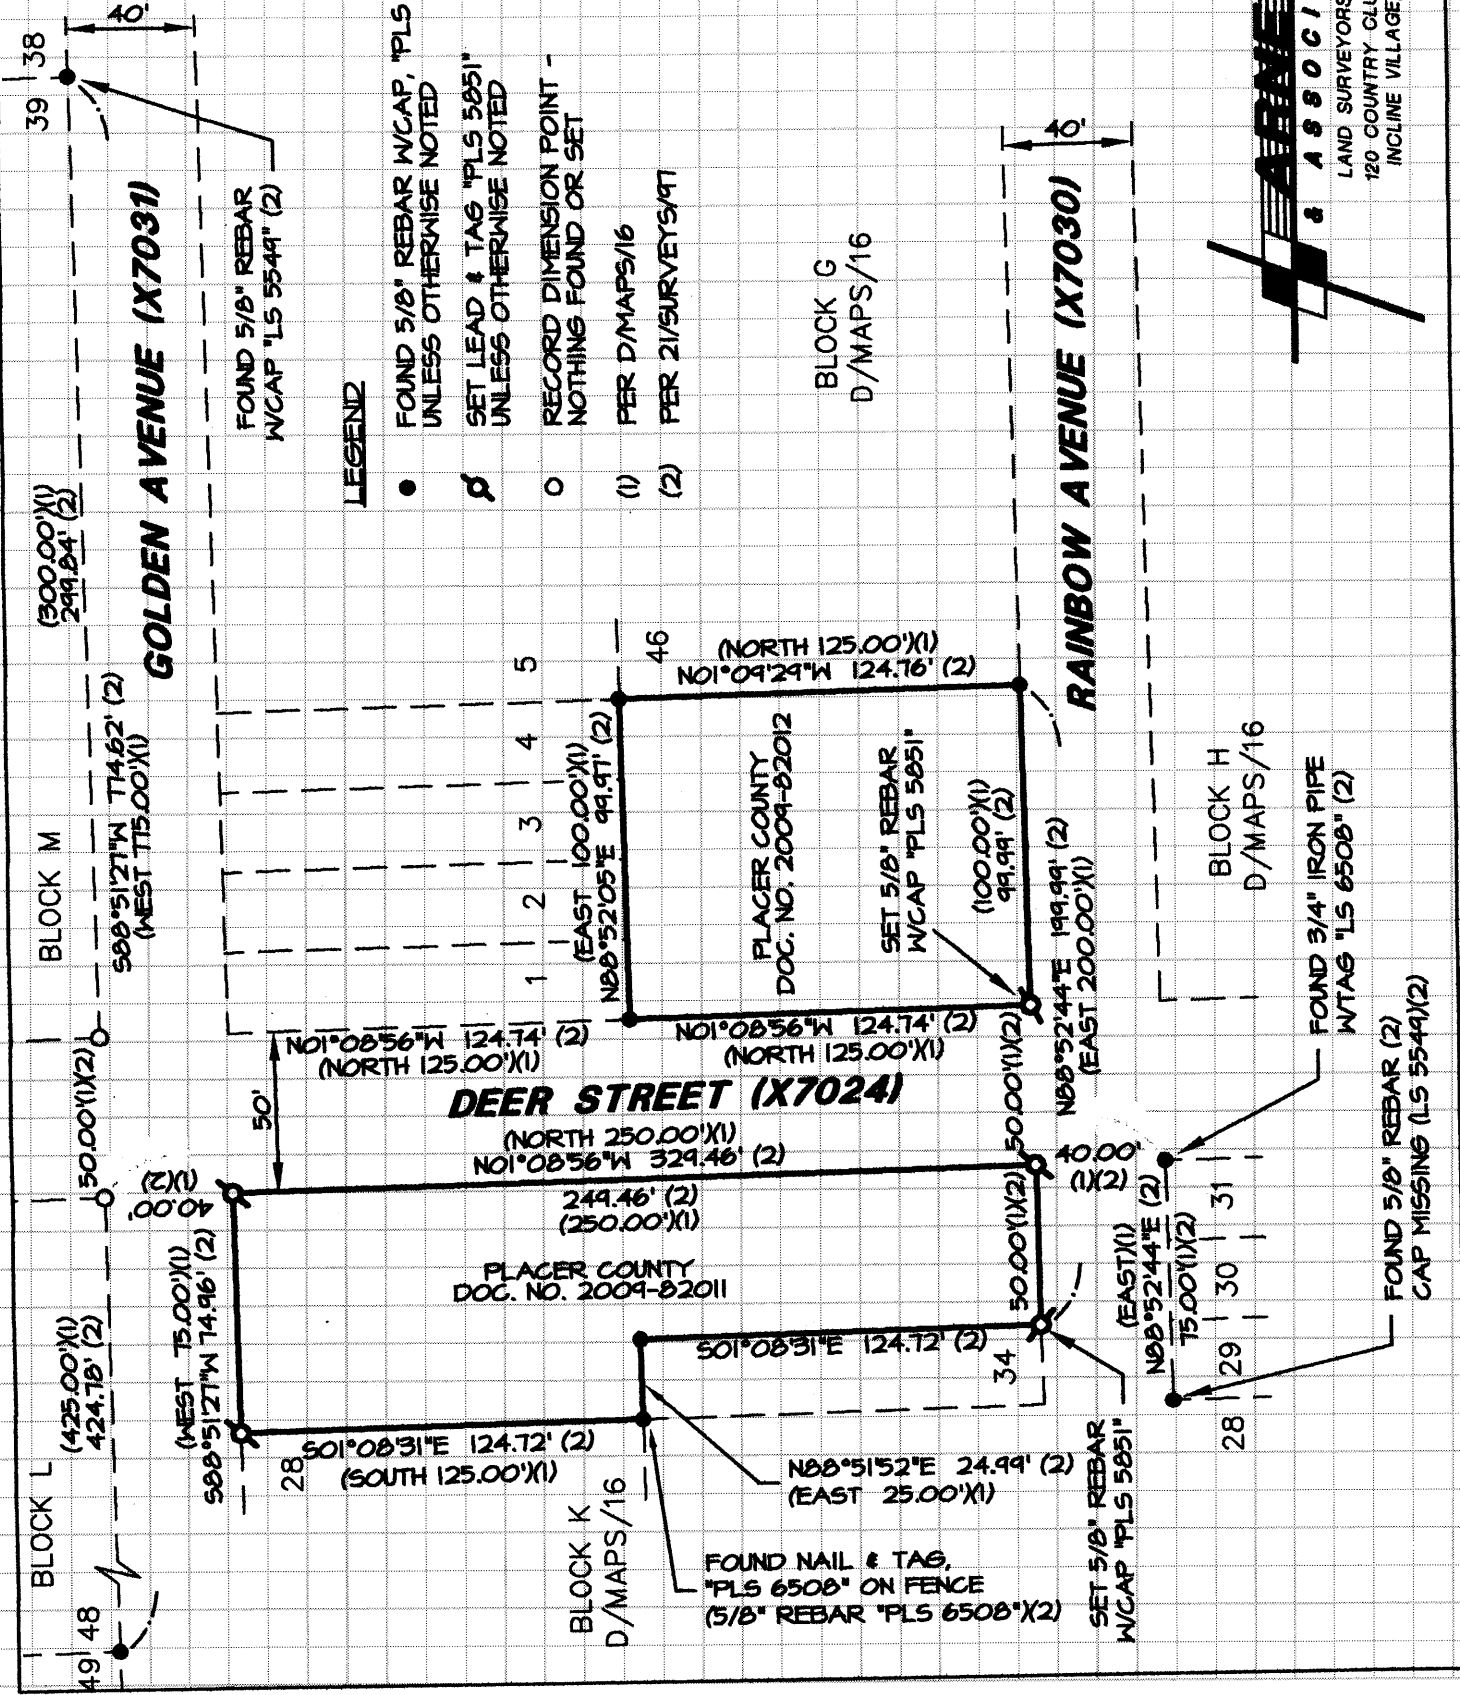 BLOCK L
49 48
(425.00')(1)
424.78' (2)
50.00'(1)(2)
BLOCK M
S88°51'27"W 774.62' (2)
(WEST 775.00')(1)
(300.00')(1)
299.84' (2)
39 38
40'
GOLDEN AVENUE (X7031)
FOUND 5/8" REBAR
W/CAP "LS 5549" (2)
(WEST 75.00')(1)
S88°51'27"W 74.96' (2)
40.00'
(1)(2)
50'
28
S01°08'31"E 124.72' (2)
(SOUTH 125.00')(1)
N01°08'56"W 124.74' (2)
(NORTH 125.00')(1)
1 2 3 4 5
46
(EAST 100.00')(1)
N88°52'05"E 99.97' (2)
LEGEND
FOUND 5/8" REBAR W/CAP, "PLS
UNLESS OTHERWISE NOTED
SET LEAD & TAG "PLS 5851"
UNLESS OTHERWISE NOTED
RECORD DIMENSION POINT -
NOTHING FOUND OR SET
(1) PER D/MAPS/16
(2) PER 21/SURVEYS/97
DEER STREET (X7024)
(NORTH 250.00')(1)
N01°08'56"W 329.46' (2)
249.46' (2)
(250.00')(1)
PLACER COUNTY
DOC. NO. 2009-82011
BLOCK K
D/MAPS/16
N88°51'52"E 24.99' (2)
(EAST 25.00')(1)
FOUND NAIL & TAG,
"PLS 6508" ON FENCE
(5/8" REBAR "PLS 6508")(2)
S01°08'31"E 124.72' (2)
34
N01°08'56"W 124.74' (2)
(NORTH 125.00')(1)
PLACER COUNTY
DOC. NO. 2009-82012
(NORTH 125.00')(1)
N01°09'29"W 124.76' (2)
SET 5/8" REBAR
W/CAP "PLS 5851"
(100.00')(1)
99.99' (2)
BLOCK G
D/MAPS/16
50.00'(1)(2)
50.00'(1)(2)
N88°52'44"E 199.99' (2)
(EAST 200.00')(1)
RAINBOW AVENUE (X7030)
40'
40.00'
(1)(2)
SET 5/8" REBAR
W/CAP "PLS 5851"
(EAST)(1)
N88°52'44"E (2)
75.00'(1)(2)
28 29 30 31
BLOCK H
D/MAPS/16
FOUND 3/4" IRON PIPE
W/TAG "LS 6508" (2)
FOUND 5/8" REBAR (2)
CAP MISSING (LS 5549)(2)
& ASSOCI
LAND SURVEYORS
120 COUNTRY CLU
INCLINE VILLAGE,